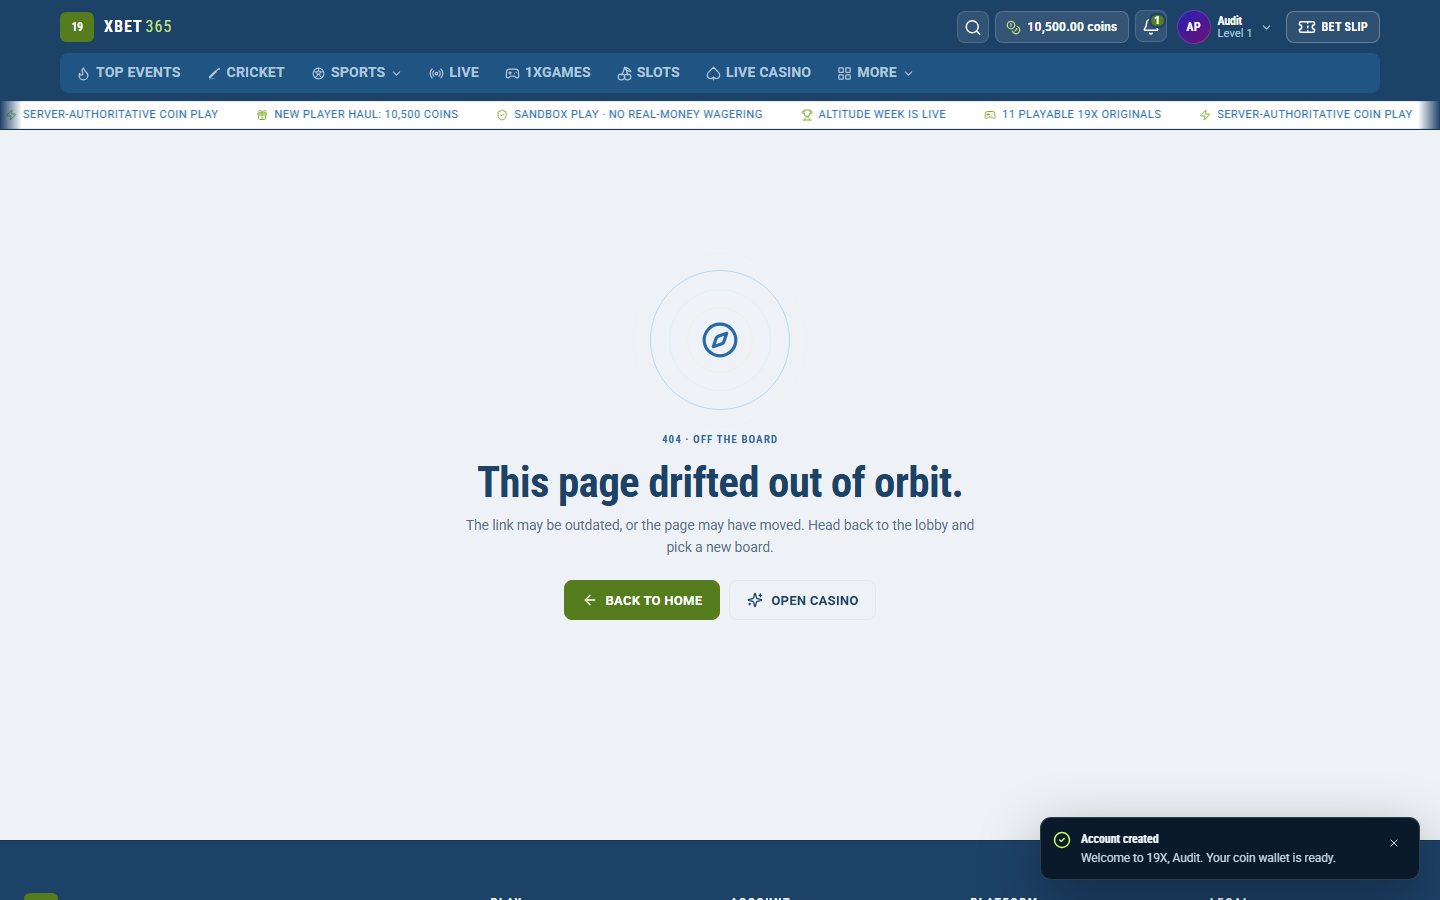 19 XBET 365
10,500.00 coins
1
AP
Audit
Level 1
BET SLIP
TOP EVENTS CRICKET SPORTS LIVE 1XGAMES SLOTS LIVE CASINO MORE
SERVER-AUTHORITATIVE COIN PLAY NEW PLAYER HAUL: 10,500 COINS SANDBOX PLAY · NO REAL-MONEY WAGERING ALTITUDE WEEK IS LIVE 11 PLAYABLE 19X ORIGINALS SERVER-AUTHORITATIVE COIN PLAY
404 · OFF THE BOARD
This page drifted out of orbit.
The link may be outdated, or the page may have moved. Head back to the lobby and
pick a new board.
BACK TO HOME OPEN CASINO
Account created
Welcome to 19X, Audit. Your coin wallet is ready.
PLAY ACCOUNT PLATFORM LEGAL